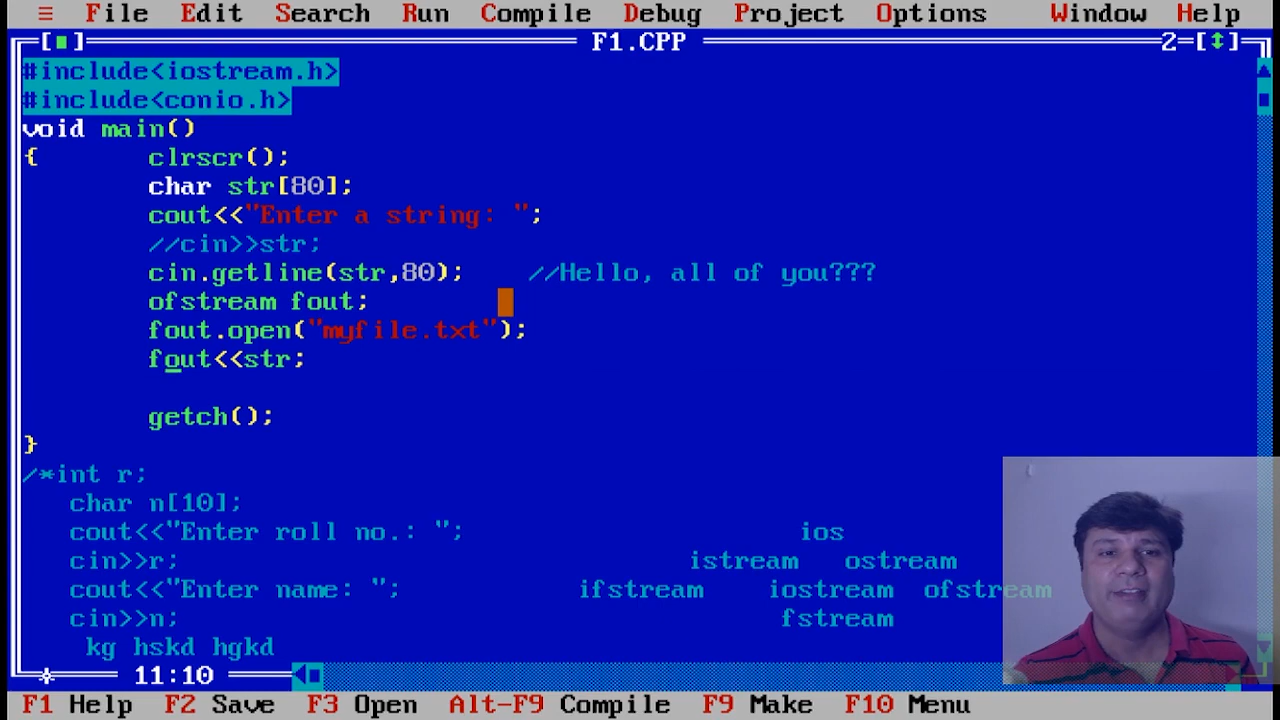 ≡ File Edit Search Run Compile Debug Project Options Window Help
[■] F1.CPP 2=[↕]
#include<iostream.h>
#include<conio.h>
void main()
{ clrscr();
char str[80];
cout<<"Enter a string: ";
//cin>>str;
cin.getline(str,80); //Hello, all of you???
ofstream fout;
fout.open("myfile.txt");
fout<<str;
getch();
}
/*int r;
char n[10];
cout<<"Enter roll no.: "; ios
cin>>r; istream ostream
cout<<"Enter name: "; ifstream iostream ofstream
cin>>n; fstream
kg hskd hgkd
11:10
F1 Help F2 Save F3 Open Alt-F9 Compile F9 Make F10 Menu